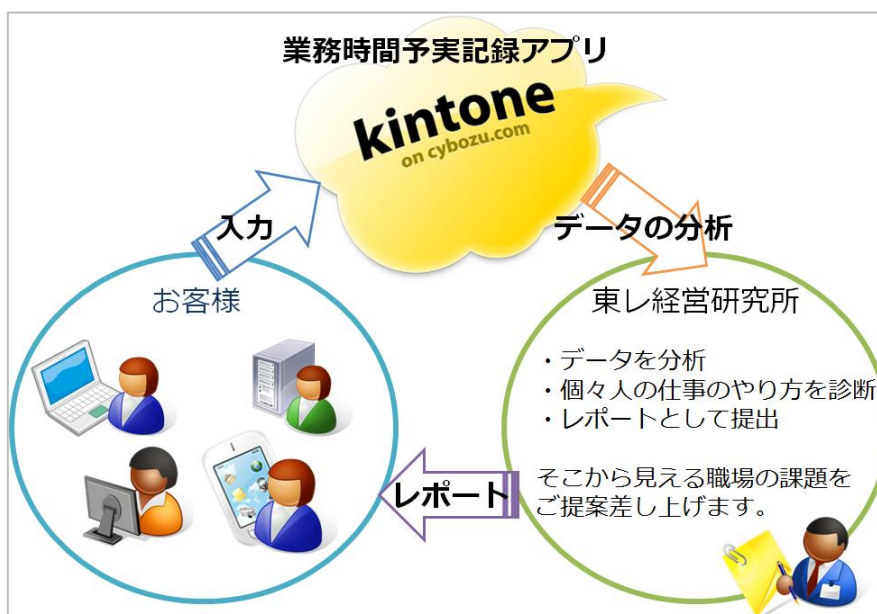 業務時間予実記録アプリ
kintone
on cybozu.com
入力
データの分析
お客様
東レ経営研究所
・データを分析
・個々人の仕事のやり方を診断
・レポートとして提出
レポート
そこから見える職場の課題を
ご提案差し上げます。